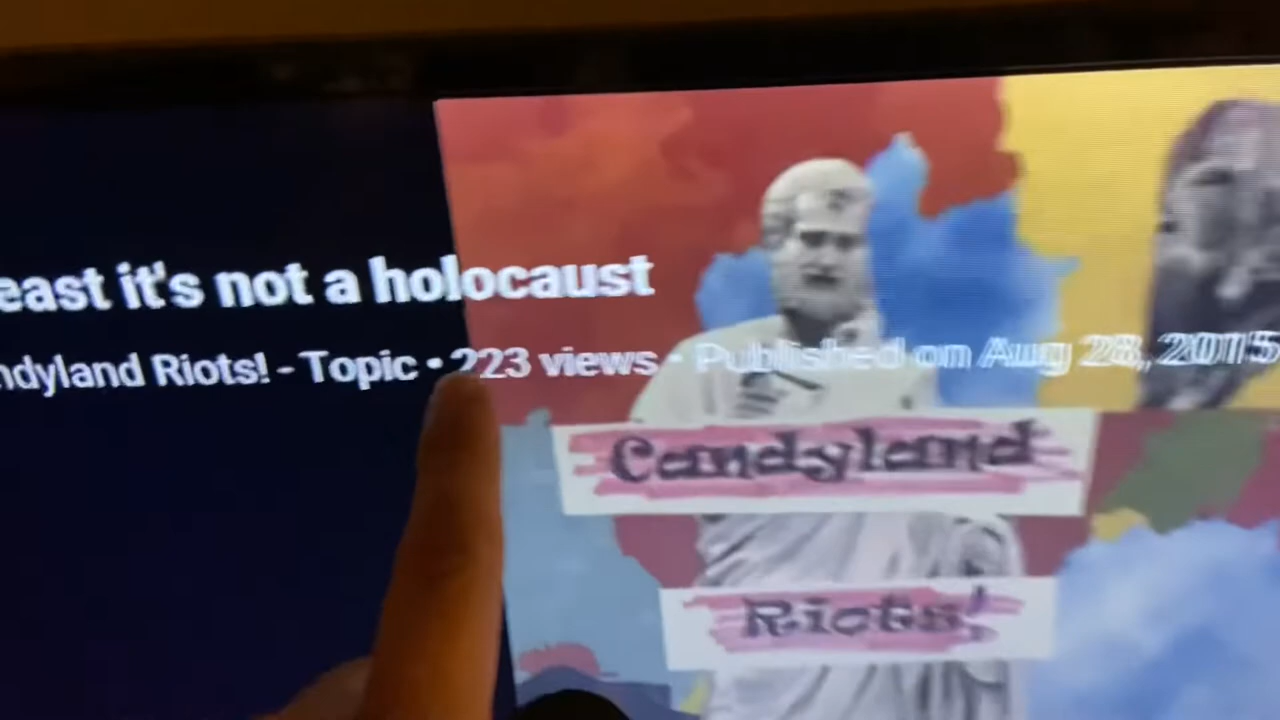 east it's not a holocaust
ndyland Riots! - Topic • 223 views • Published on Aug 28, 2015
Candyland
Riots!